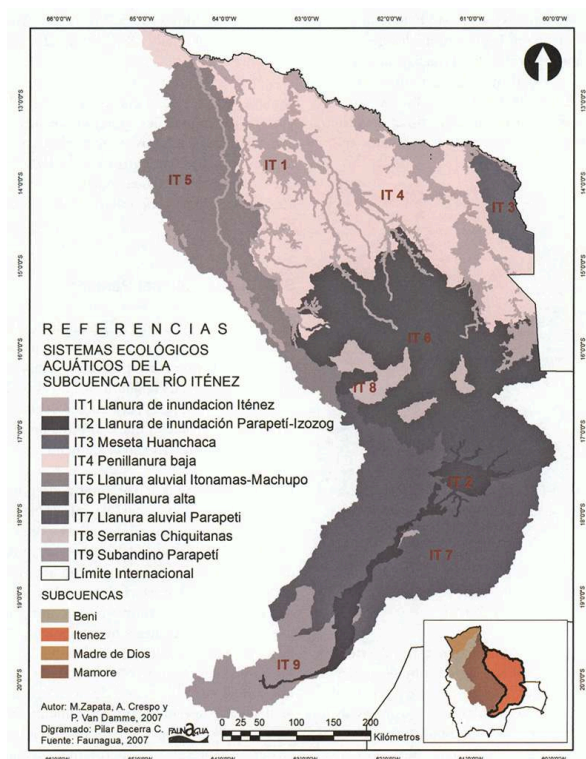 66°0'0"W 65°0'0"W 64°0'0"W 63°0'0"W 62°0'0"W 61°0'0"W 60°0'0"W
13°0'0"S
14°0'0"S
15°0'0"S
16°0'0"S
17°0'0"S
18°0'0"S
19°0'0"S
20°0'0"S
IT 5
IT 1
IT 4
IT 3
IT 6
IT 8
IT 2
IT 7
IT 9
REFERENCIAS
SISTEMAS ECOLÓGICOS
ACUÁTICOS DE LA
SUBCUENCA DEL RÍO ITÉNEZ
IT1 Llanura de inundacion Iténez
IT2 Llanura de inundación Parapetí-Izozog
IT3 Meseta Huanchaca
IT4 Penillanura baja
IT5 Llanura aluvial Itonamas-Machupo
IT6 Plenillanura alta
IT7 Llanura aluvial Parapeti
IT8 Serranias Chiquitanas
IT9 Subandino Parapetí
Límite Internacional
SUBCUENCAS
Beni
Itenez
Madre de Dios
Mamore
Autor: M.Zapata, A. Crespo y
P. Van Damme, 2007
Digramado: Pilar Becerra C.
Fuente: Faunagua, 2007
FAUNAGUA
0 25 50 100 150 200
Kilómetros